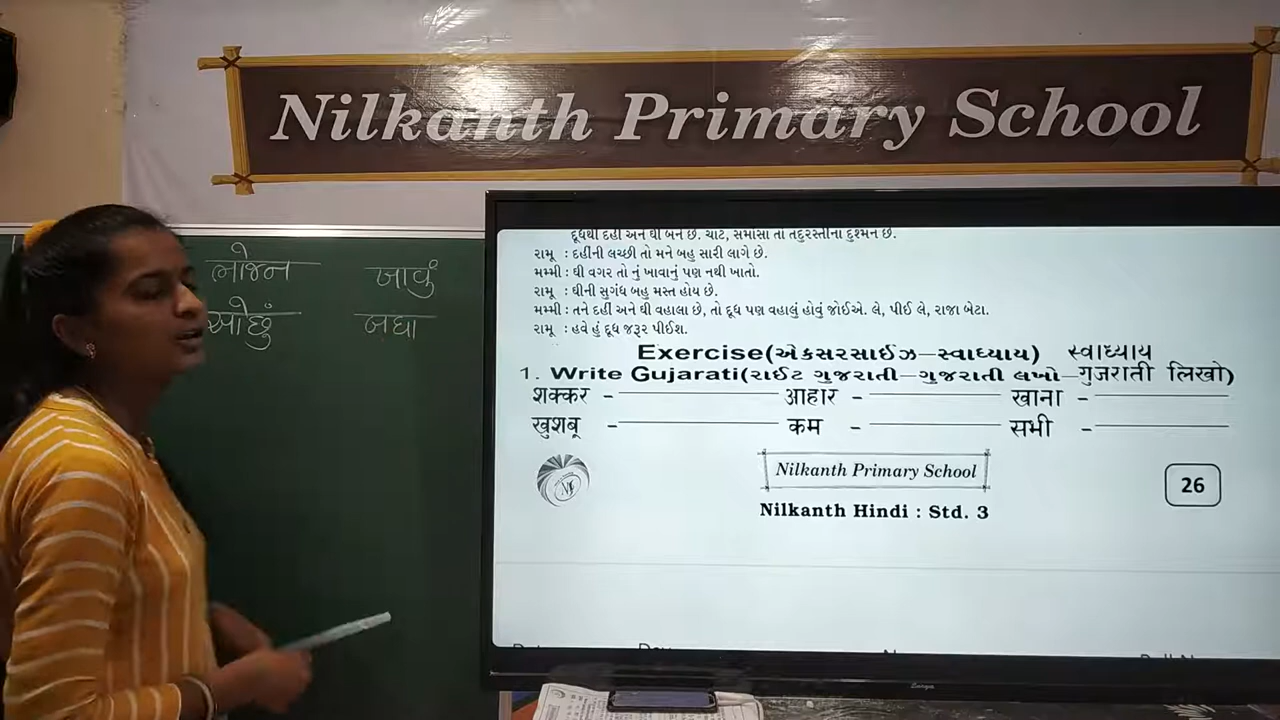 Nilkanth Primary School
ભોજન ખાવું
ઓછું બધા
દૂધથી દહીં અને ઘી બને છે. ચાટ, સમોસા તો તંદુરસ્તીના દુશ્મન છે.
રામૂ : દહીંની લચ્છી તો મને બહુ સારી લાગે છે.
મમ્મી : ઘી વગર તો નું ખાવાનું પણ નથી ખાતો.
રામૂ : ઘીની સુગંધ બહુ મસ્ત હોય છે.
મમ્મી : તને દહીં અને ઘી વહાલા છે, તો દૂધ પણ વહાલું હોવું જોઈએ. લે, પીઈ લે, રાજા બેટા.
રામૂ : હવે હું દૂધ જરૂર પીઈશ.
Exercise(એકસરસાઈઝ–સ્વાધ્યાય) स्वाध्याय
1. Write Gujarati(રાઈટ ગુજરાતી–ગુજરાતી લખો–गुजराती लिखो)
शक्कर - आहार - खाना -
खुशबू - कम - सभी -
Nilkanth Primary School
26
Nilkanth Hindi : Std. 3